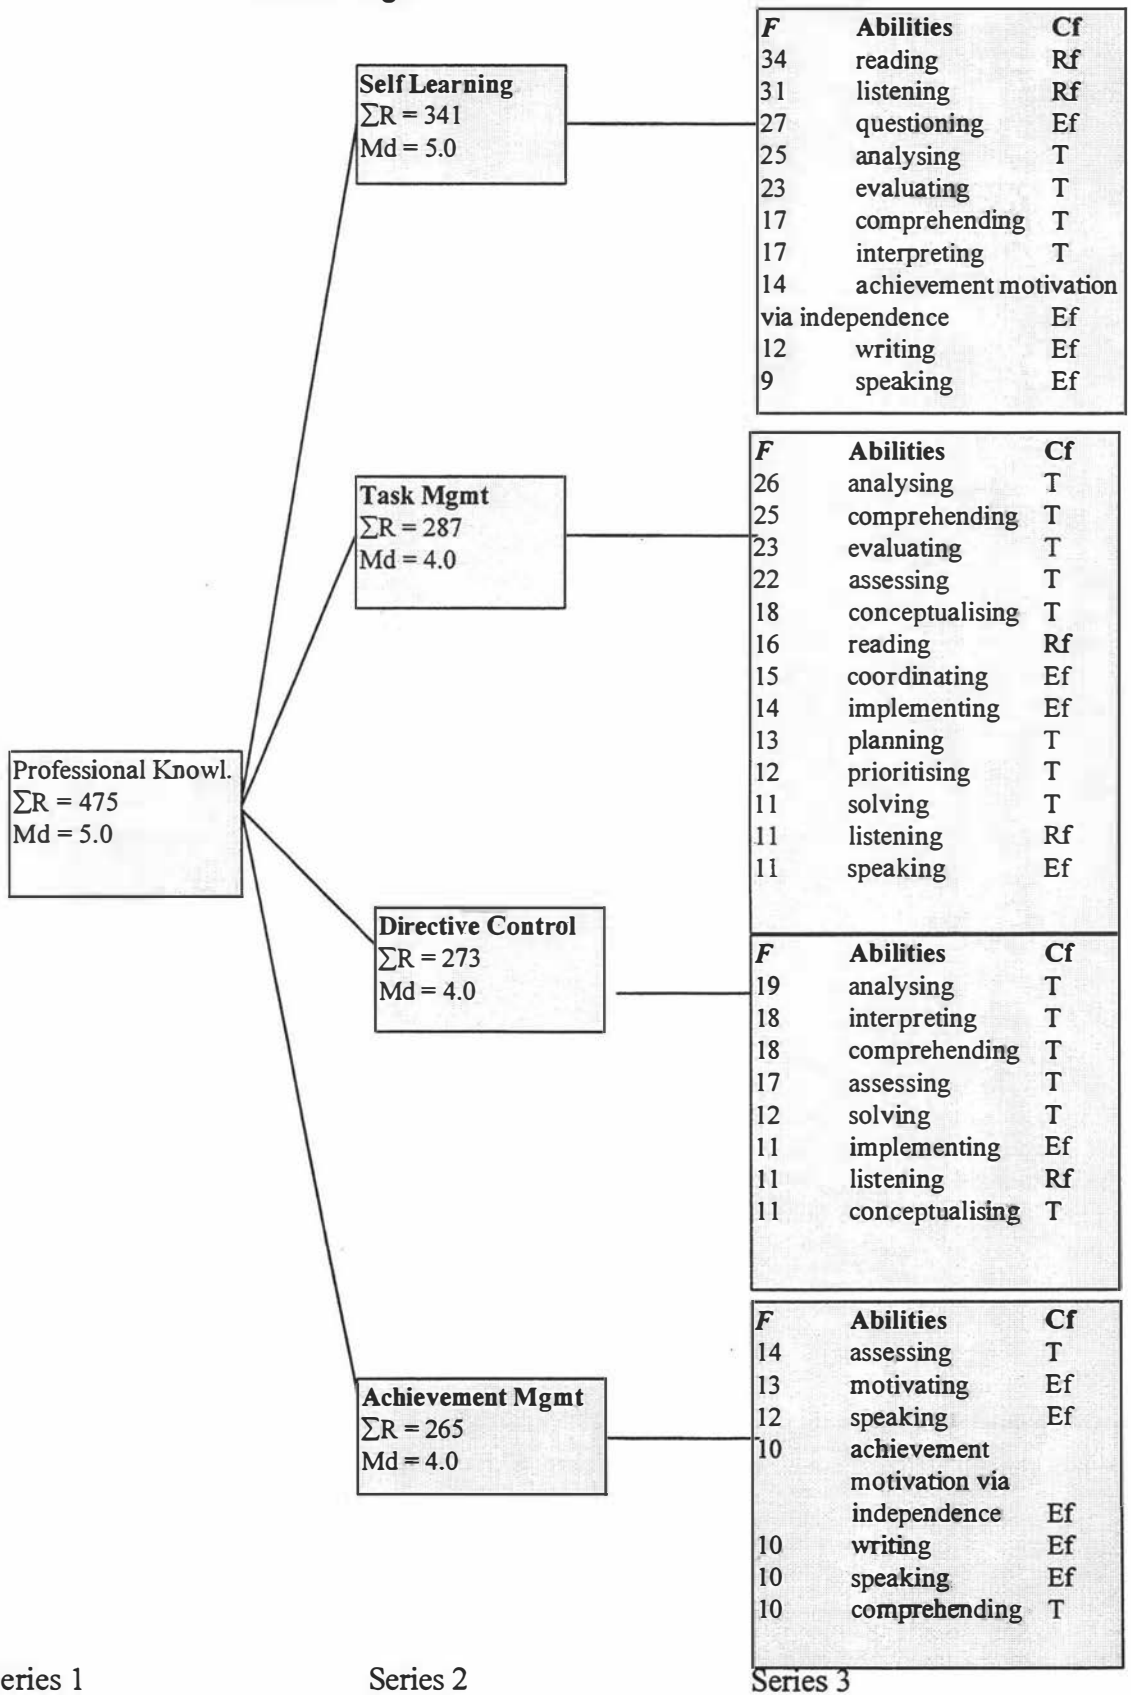 Professional Knowl.
∑R = 475
Md = 5.0
Self Learning
∑R = 341
Md = 5.0
F Abilities Cf
34 reading Rf
31 listening Rf
27 questioning Ef
25 analysing T
23 evaluating T
17 comprehending T
17 interpreting T
14 achievement motivation
via independence Ef
12 writing Ef
9 speaking Ef
Task Mgmt
∑R = 287
Md = 4.0
F Abilities Cf
26 analysing T
25 comprehending T
23 evaluating T
22 assessing T
18 conceptualising T
16 reading Rf
15 coordinating Ef
14 implementing Ef
13 planning T
12 prioritising T
11 solving T
11 listening Rf
11 speaking Ef
Directive Control
∑R = 273
Md = 4.0
F Abilities Cf
19 analysing T
18 interpreting T
18 comprehending T
17 assessing T
12 solving T
11 implementing Ef
11 listening Rf
11 conceptualising T
Achievement Mgmt
∑R = 265
Md = 4.0
F Abilities Cf
14 assessing T
13 motivating Ef
12 speaking Ef
10 achievement
motivation via
independence Ef
10 writing Ef
10 speaking Ef
10 comprehending T
eries 1 Series 2 Series 3